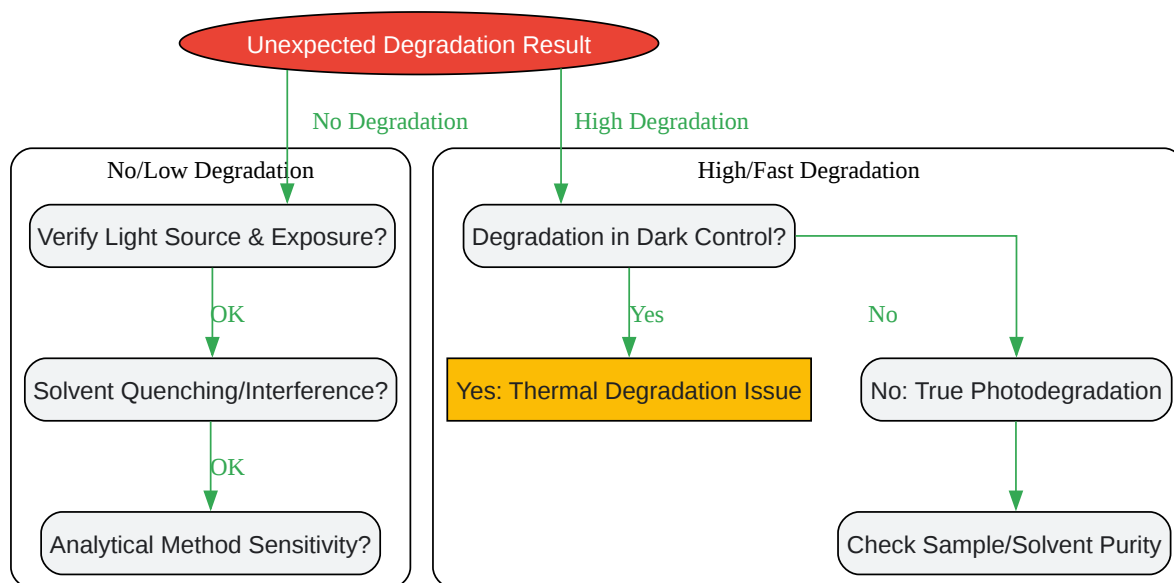 Unexpected Degradation Result
No Degradation
High Degradation
No/Low Degradation
High/Fast Degradation
Verify Light Source & Exposure?
Degradation in Dark Control?
OK
Yes
No
Solvent Quenching/Interference?
Yes: Thermal Degradation Issue
No: True Photodegradation
OK
Analytical Method Sensitivity?
Check Sample/Solvent Purity